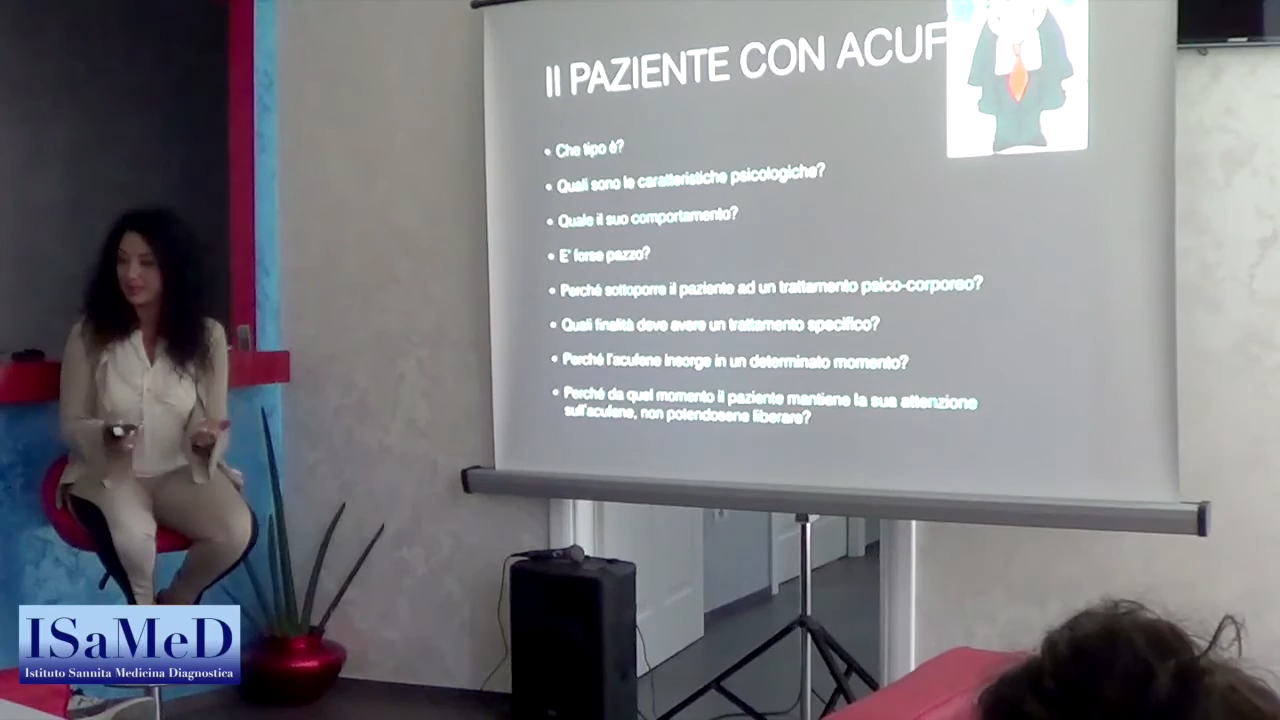 Il PAZIENTE CON ACUF
• Che tipo è?
• Quali sono le caratteristiche psicologiche?
• Quale il suo comportamento?
• E' forse pazzo?
• Perché sottoporre il paziente ad un trattamento psico-corporeo?
• Quali finalità deve avere un trattamento specifico?
• Perché l'acufene insorge in un determinato momento?
• Perché da quel momento il paziente mantiene la sua attenzione
sull'acufene, non potendosene liberare?
ISaMeD
Istituto Sannita Medicina Diagnostica